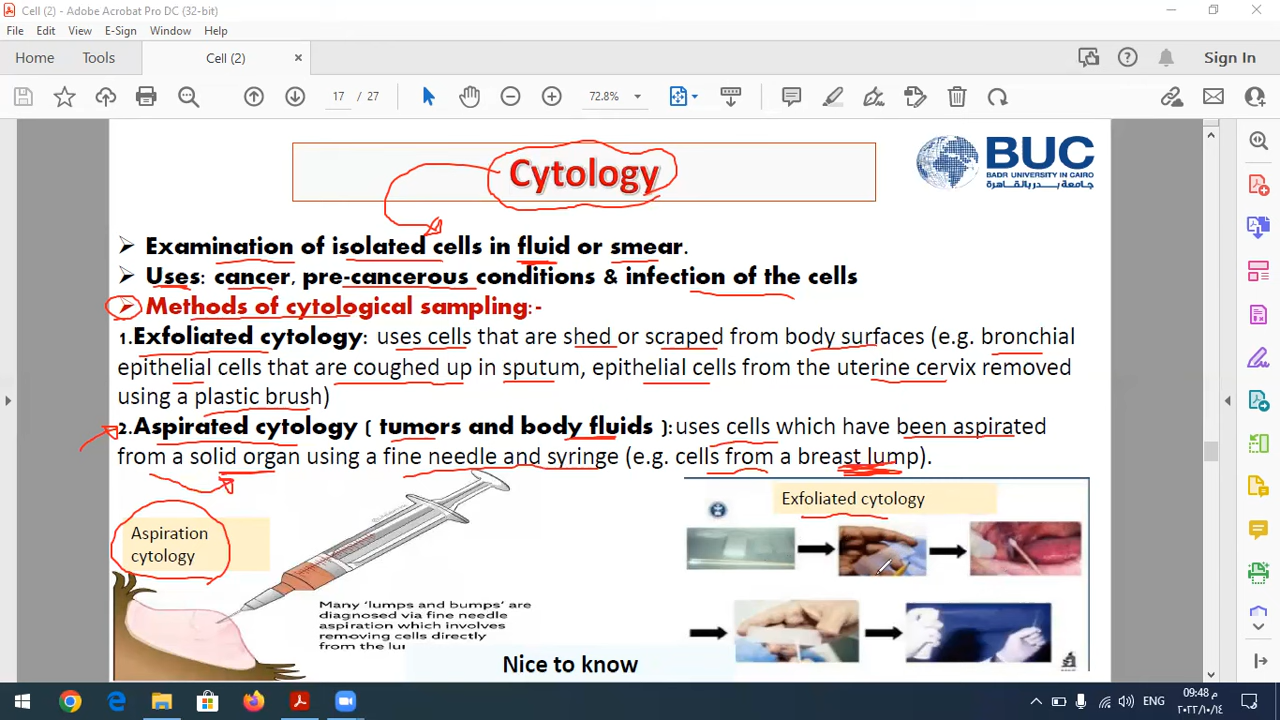 Cell (2) - Adobe Acrobat Pro DC (32-bit)
File Edit View E-Sign Window Help
Home Tools Cell (2) × Sign In
17 / 27 72.8%
Cytology
BUC
BADR UNIVERSITY IN CAIRO
جامعة بدر بالقاهرة
Examination of isolated cells in fluid or smear.
Uses: cancer, pre-cancerous conditions & infection of the cells
Methods of cytological sampling:-
1.Exfoliated cytology: uses cells that are shed or scraped from body surfaces (e.g. bronchial
epithelial cells that are coughed up in sputum, epithelial cells from the uterine cervix removed
using a plastic brush)
2.Aspirated cytology ( tumors and body fluids ):uses cells which have been aspirated
from a solid organ using a fine needle and syringe (e.g. cells from a breast lump).
Aspiration
cytology
Many 'lumps and bumps' are
diagnosed via fine needle
aspiration which involves
removing cells directly
from the lu
Exfoliated cytology
Nice to know
ENG
09:48 م
٢٠٢٢/١٠/١٤